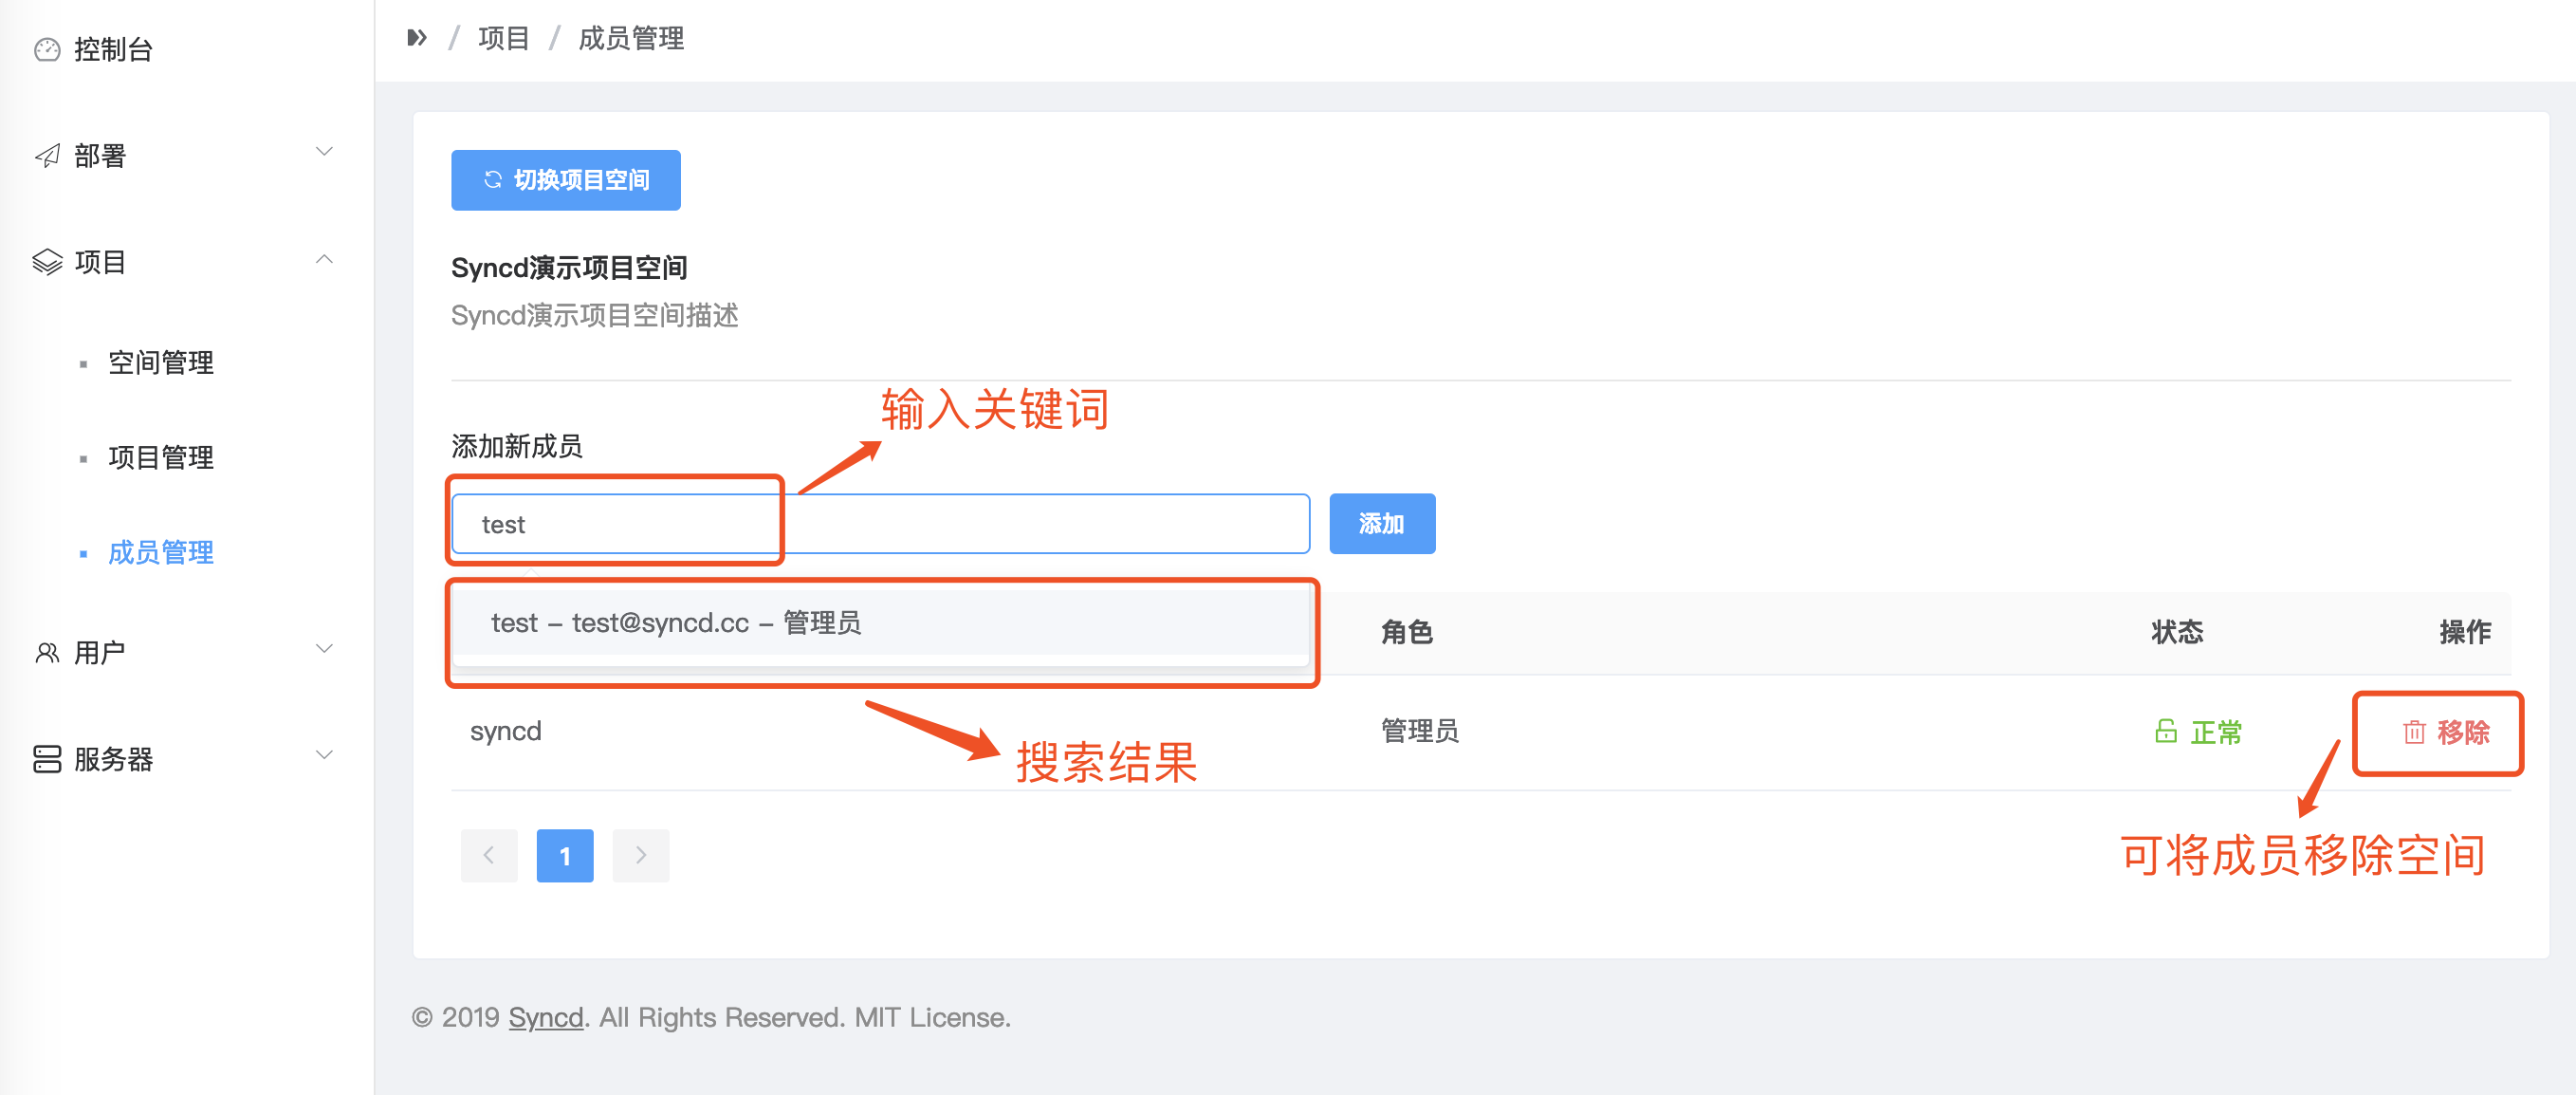 控制台
部署
项目
空间管理
项目管理
成员管理
用户
服务器
/ 项目 / 成员管理
切换项目空间
Syncd演示项目空间
Syncd演示项目空间描述
输入关键词
添加新成员
test
添加
test – test@syncd.cc – 管理员
角色 状态 操作
syncd 管理员 正常 移除
搜索结果
可将成员移除空间
1
© 2019 Syncd. All Rights Reserved. MIT License.